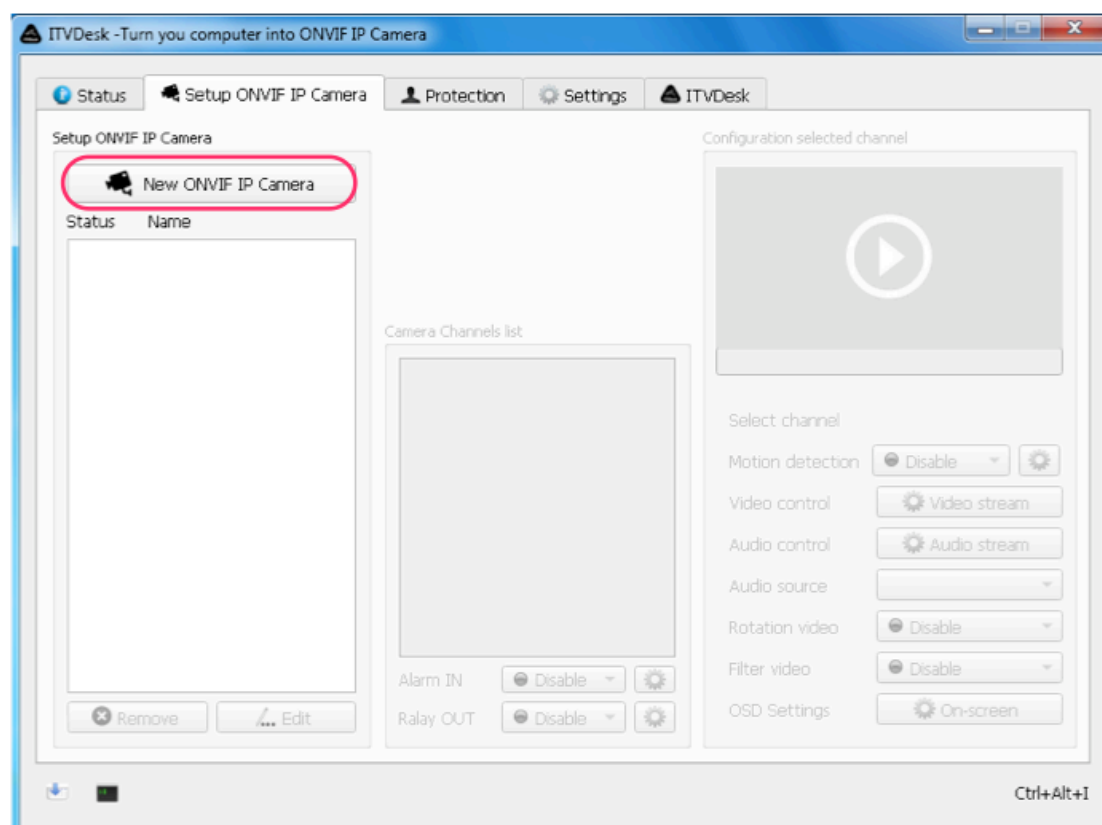 ITVDesk -Turn you computer into ONVIF IP Camera
Status Setup ONVIF IP Camera Protection Settings ITVDesk
Setup ONVIF IP Camera
New ONVIF IP Camera
Status Name
Remove Edit
Camera Channels list
Alarm IN Disable
Ralay OUT Disable
Configuration selected channel
Select channel
Motion detection Disable
Video control Video stream
Audio control Audio stream
Audio source
Rotation video Disable
Filter video Disable
OSD Settings On-screen
Ctrl+Alt+I